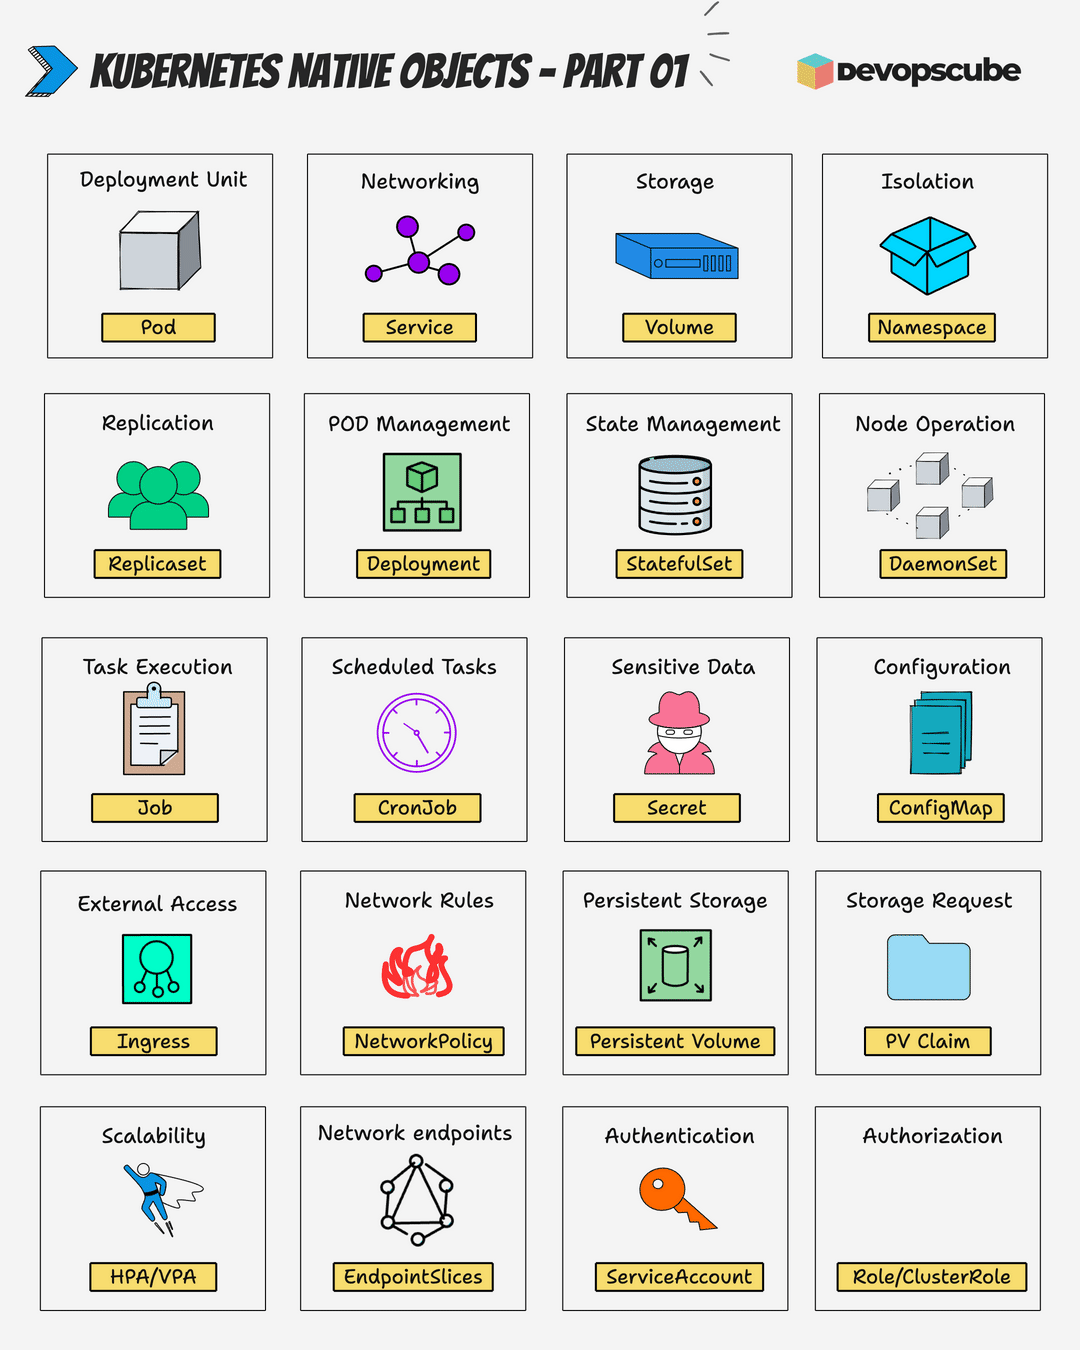 KUBERNETES NATIVE OBJECTS - PART 01
Devopscube
Deployment Unit
Pod
Networking
Service
Storage
Volume
Isolation
Namespace
Replication
Replicaset
POD Management
Deployment
State Management
StatefulSet
Node Operation
DaemonSet
Task Execution
Job
Scheduled Tasks
CronJob
Sensitive Data
Secret
Configuration
ConfigMap
External Access
Ingress
Network Rules
NetworkPolicy
Persistent Storage
Persistent Volume
Storage Request
PV Claim
Scalability
HPA/VPA
Network endpoints
EndpointSlices
Authentication
ServiceAccount
Authorization
Role/ClusterRole